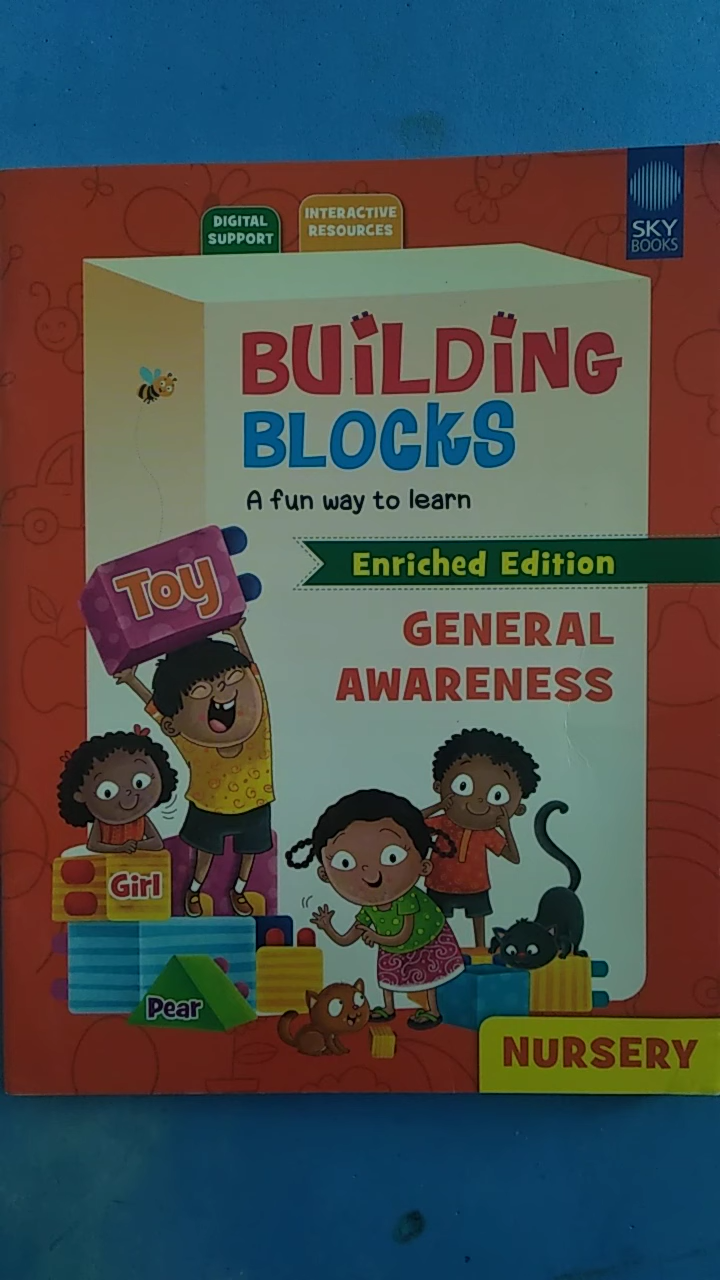 DIGITAL
SUPPORT
INTERACTIVE
RESOURCES
SKY
BOOKS
BUiLDiNG
BLOCKS
A fun way to learn
Enriched Edition
GENERAL
AWARENESS
Toy
Girl
Pear
NURSERY